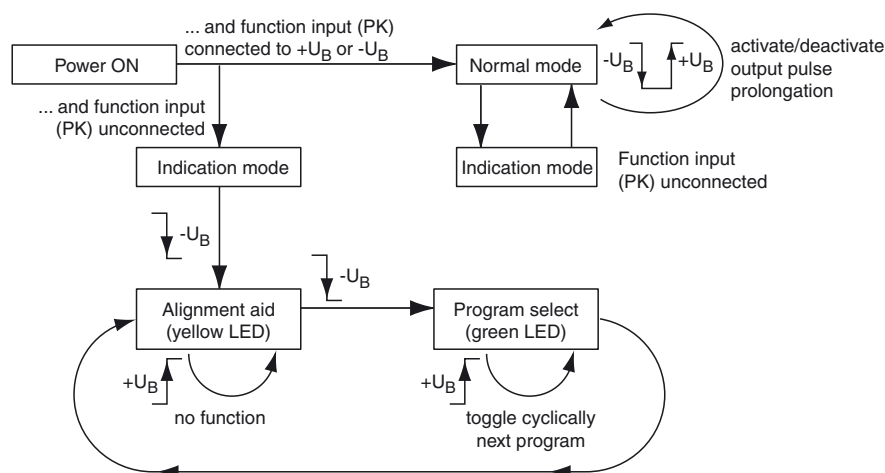 ... and function input (PK)
connected to +UB or -UB
Power ON
Normal mode
-UB
+UB
activate/deactivate
output pulse
prolongation
... and function input
(PK) unconnected
Indication mode
Indication mode
Function input
(PK) unconnected
-UB
-UB
Alignment aid
(yellow LED)
Program select
(green LED)
+UB
no function
+UB
toggle cyclically
next program